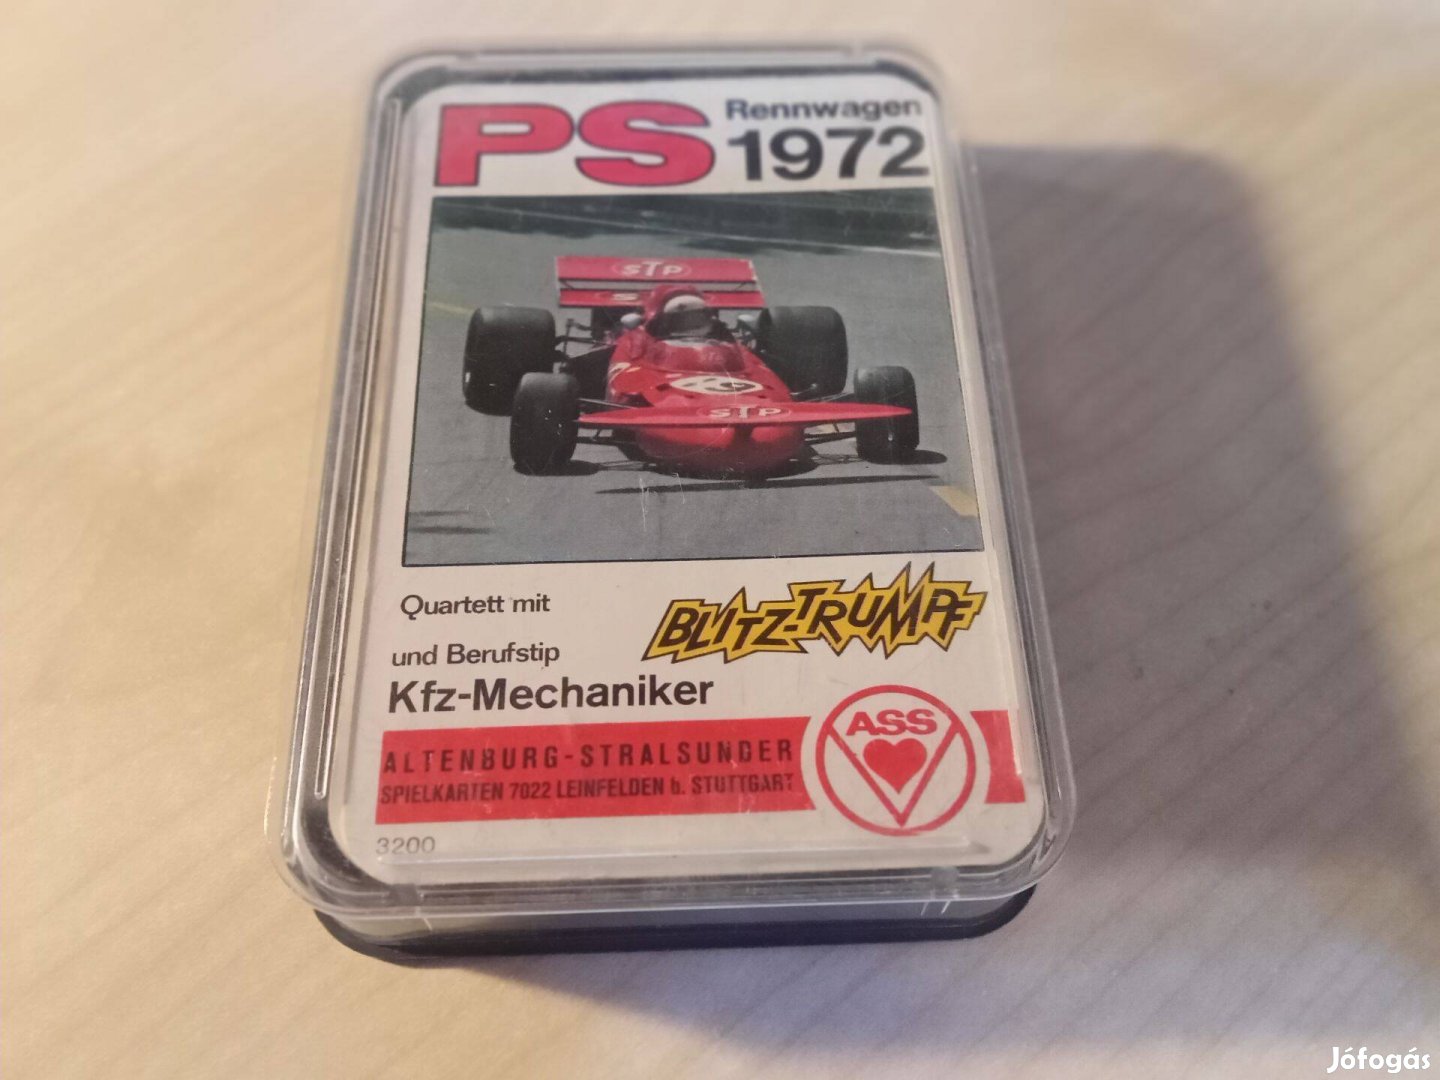 PS
Rennwagen
1972
STP
STP
Quartett mit
BLITZ-TRUMPF
und Berufstip
Kfz-Mechaniker
ALTENBURG-STRALSUNDER
SPIELKARTEN 7022 LEINFELDEN b. STUTTGART
ASS
3200
Jófogás